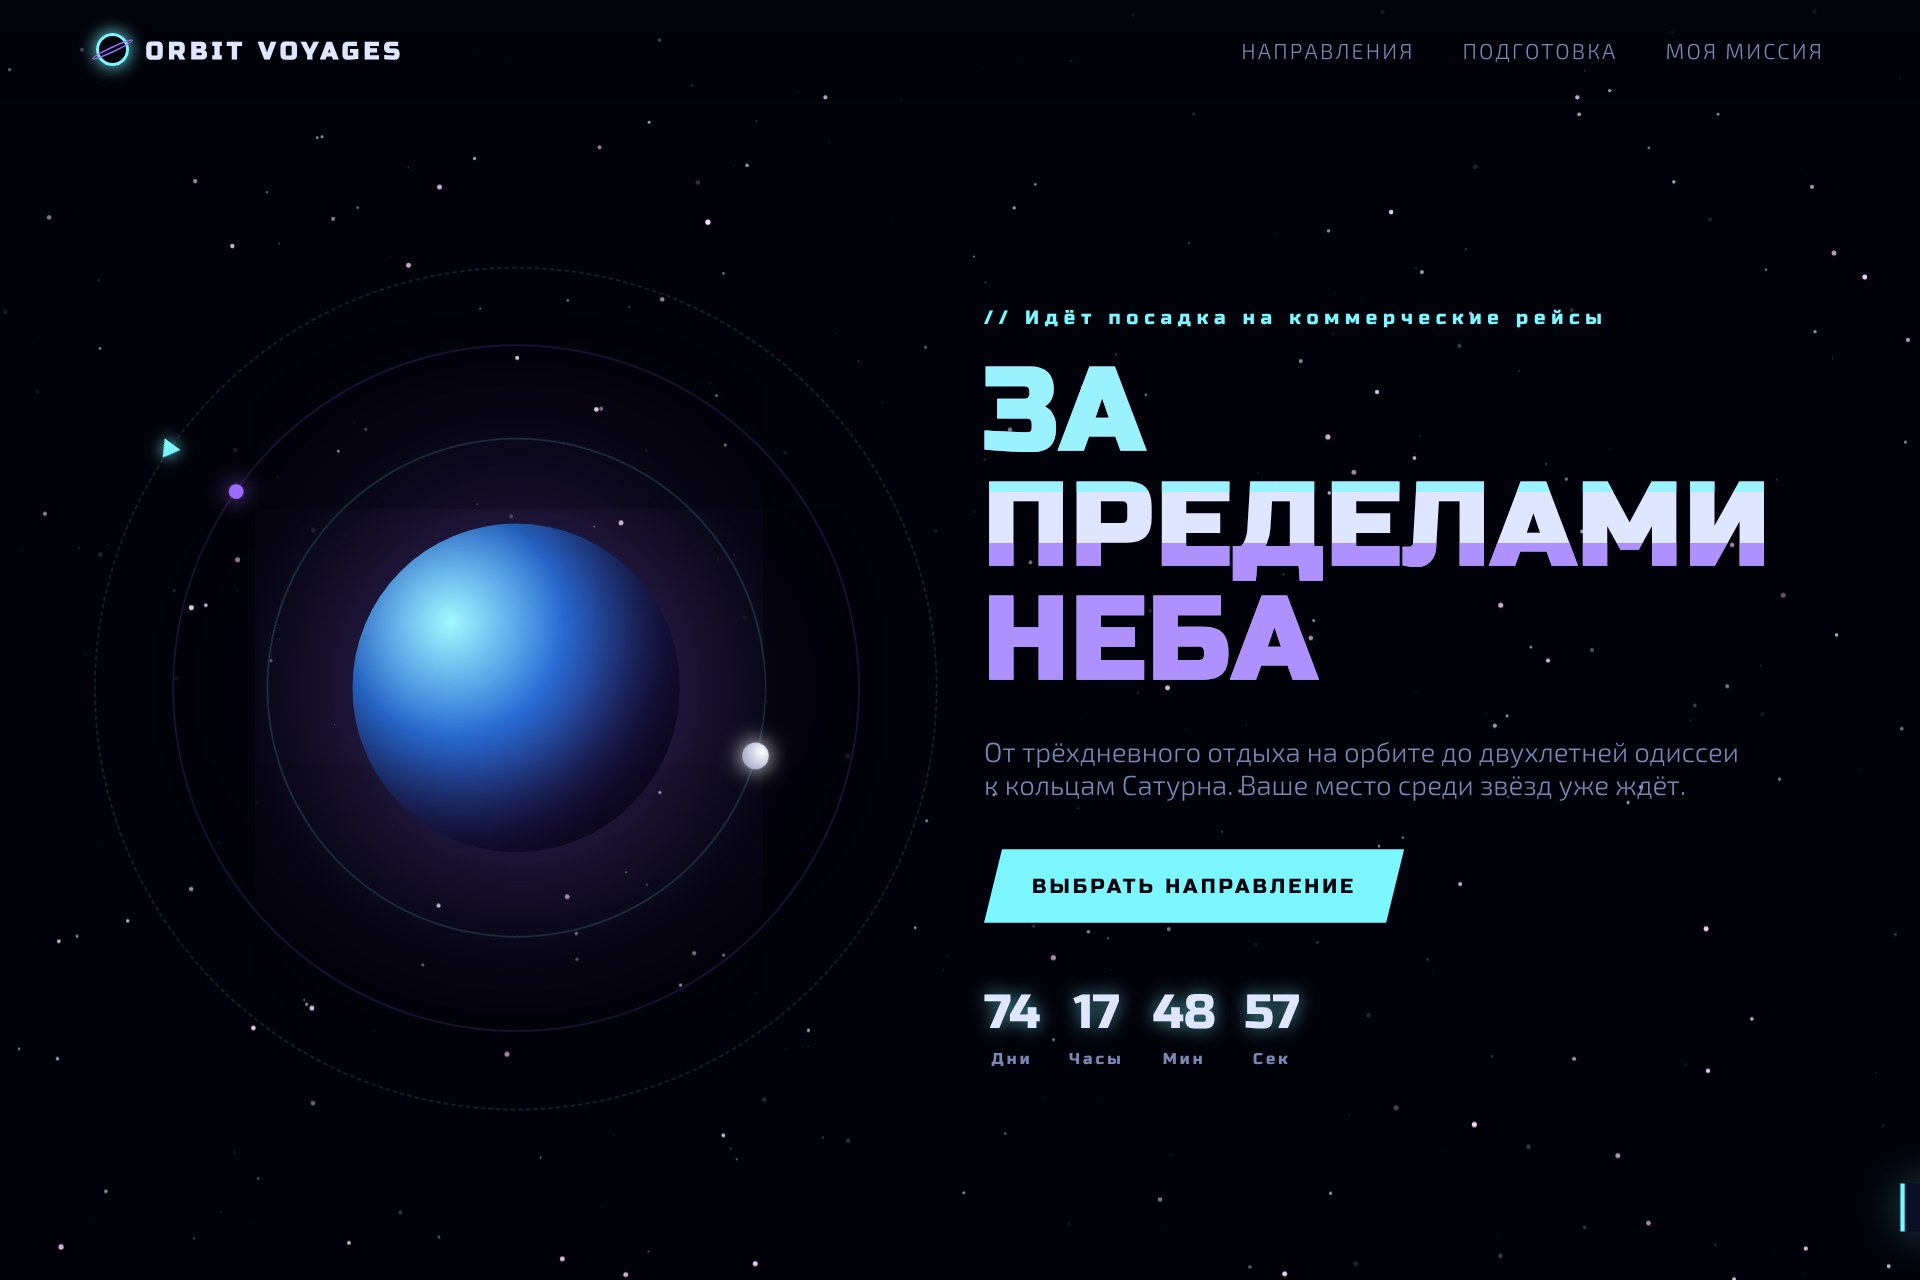 ORBIT VOYAGES
НАПРАВЛЕНИЯ ПОДГОТОВКА МОЯ МИССИЯ
// Идёт посадка на коммерческие рейсы
ЗА
ПРЕДЕЛАМИ
НЕБА
От трёхдневного отдыха на орбите до двухлетней одиссеи
к кольцам Сатурна. Ваше место среди звёзд уже ждёт.
ВЫБРАТЬ НАПРАВЛЕНИЕ
74 17 48 57
Дни Часы Мин Сек